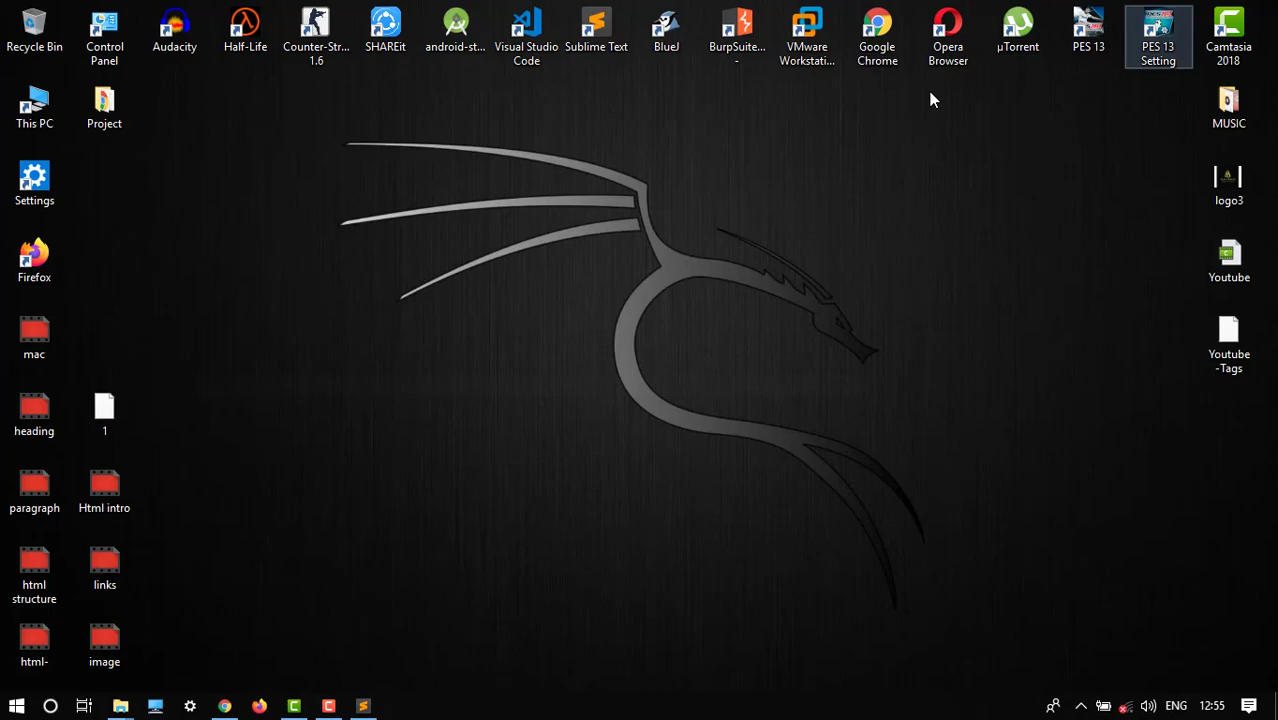 Recycle Bin
Control
Panel
Audacity
Half-Life
Counter-Str...
1.6
SHAREit
android-st...
Visual Studio
Code
Sublime Text
BlueJ
BurpSuite...
-
VMware
Workstati...
Google
Chrome
Opera
Browser
µTorrent
PES 13
PES 13
Setting
Camtasia
2018
This PC
Project
MUSIC
Settings
logo3
Firefox
Youtube
mac
Youtube
-Tags
heading
1
paragraph
Html intro
html
structure
links
html-
image
ENG
12:55